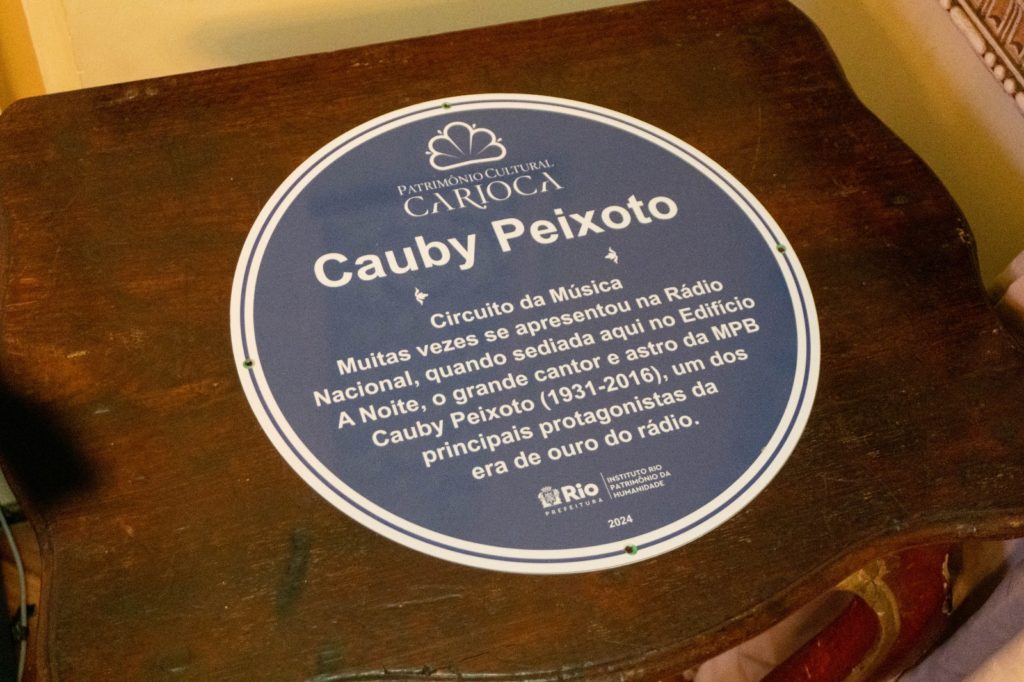 PATRIMÔNIO CULTURAL
CARIOCA
Cauby Peixoto
Circuito da Música
Muitas vezes se apresentou na Rádio
Nacional, quando sediada aqui no Edifício
A Noite, o grande cantor e astro da MPB
Cauby Peixoto (1931-2016), um dos
principais protagonistas da
era de ouro do rádio.
Rio
PREFEITURA
INSTITUTO RIO
PATRIMÔNIO DA
HUMANIDADE
2024